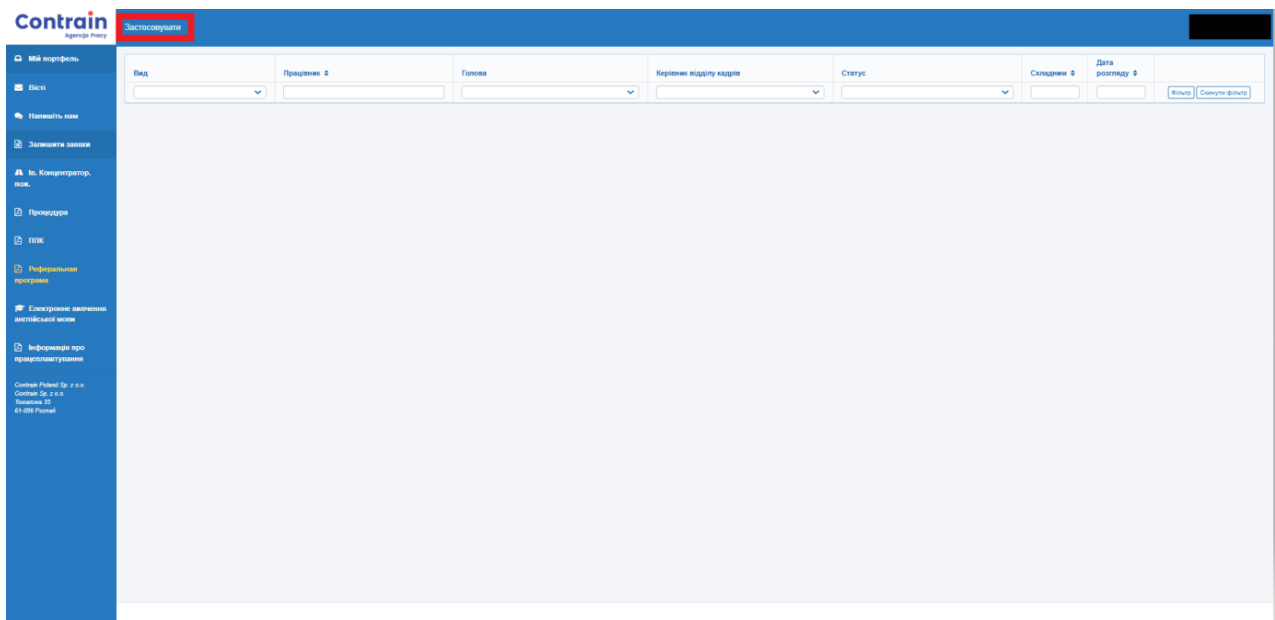 Contrain
Agencja Pracy
Застосовувати
Мій портфель
Вісті
Напишіть нам
Залишити заявки
Ів. Концентратор.
пож.
Процедура
ППК
Реферальная
програма
Електронне вивчення
англійської мови
Інформація про
працевлаштування
Contrain Poland Sp. z o.o.
Contrain Sp. z o.o.
Towarowa 35
61-896 Poznań
Вид
Працівник
Голова
Керівник відділу кадрів
Статус
Складним
Дата
розгляду
Фільтр
Скинути фільтр